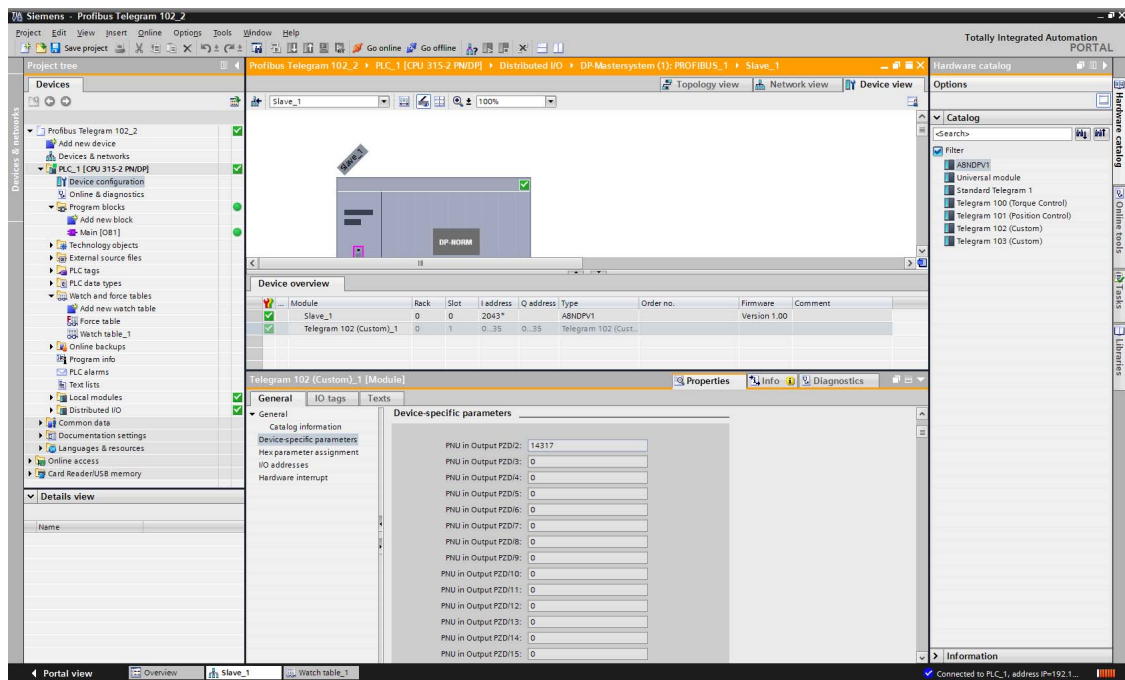 Siemens - Profibus Telegram 102_2
Project Edit View Insert Online Options Tools Window Help
Save project Go online Go offline
Totally Integrated Automation
PORTAL
Project tree
Profibus Telegram 102_2 ▸ PLC_1 [CPU 315-2 PN/DP] ▸ Distributed I/O ▸ DP-Mastersystem (1): PROFIBUS_1 ▸ Slave_1
Hardware catalog
Devices
Topology view Network view Device view
Options
Slave_1 100%
Devices & networks
Profibus Telegram 102_2
Add new device
Devices & networks
PLC_1 [CPU 315-2 PN/DP]
Device configuration
Online & diagnostics
Program blocks
Add new block
Main [OB1]
Technology objects
External source files
PLC tags
PLC data types
Watch and force tables
Add new watch table
Force table
Watch table_1
Online backups
Program info
PLC alarms
Text lists
Local modules
Distributed I/O
Common data
Documentation settings
Languages & resources
Online access
Card Reader/USB memory
Details view
Name
Slave_1
DP-NORM
Device overview
... Module Rack Slot I address Q address Type Order no. Firmware Comment
Slave_1 0 0 2043* A8NDPV1 Version 1.00
Telegram 102 (Custom)_1 0 1 0...35 0...35 Telegram 102 (Cust...
Telegram 102 (Custom)_1 [Module]
Properties Info Diagnostics
General IO tags Texts
General
Catalog information
Device-specific parameters
Hex parameter assignment
I/O addresses
Hardware interrupt
Device-specific parameters
PNU in Output PZD/2: 14317
PNU in Output PZD/3: 0
PNU in Output PZD/4: 0
PNU in Output PZD/5: 0
PNU in Output PZD/6: 0
PNU in Output PZD/7: 0
PNU in Output PZD/8: 0
PNU in Output PZD/9: 0
PNU in Output PZD/10: 0
PNU in Output PZD/11: 0
PNU in Output PZD/12: 0
PNU in Output PZD/13: 0
PNU in Output PZD/14: 0
PNU in Output PZD/15: 0
Catalog
<Search>
Filter
A8NDPV1
Universal module
Standard Telegram 1
Telegram 100 (Torque Control)
Telegram 101 (Position Control)
Telegram 102 (Custom)
Telegram 103 (Custom)
Information
Hardware catalog
Online tools
Tasks
Libraries
Portal view Overview Slave_1 Watch table_1
Connected to PLC_1, address IP=192.1...